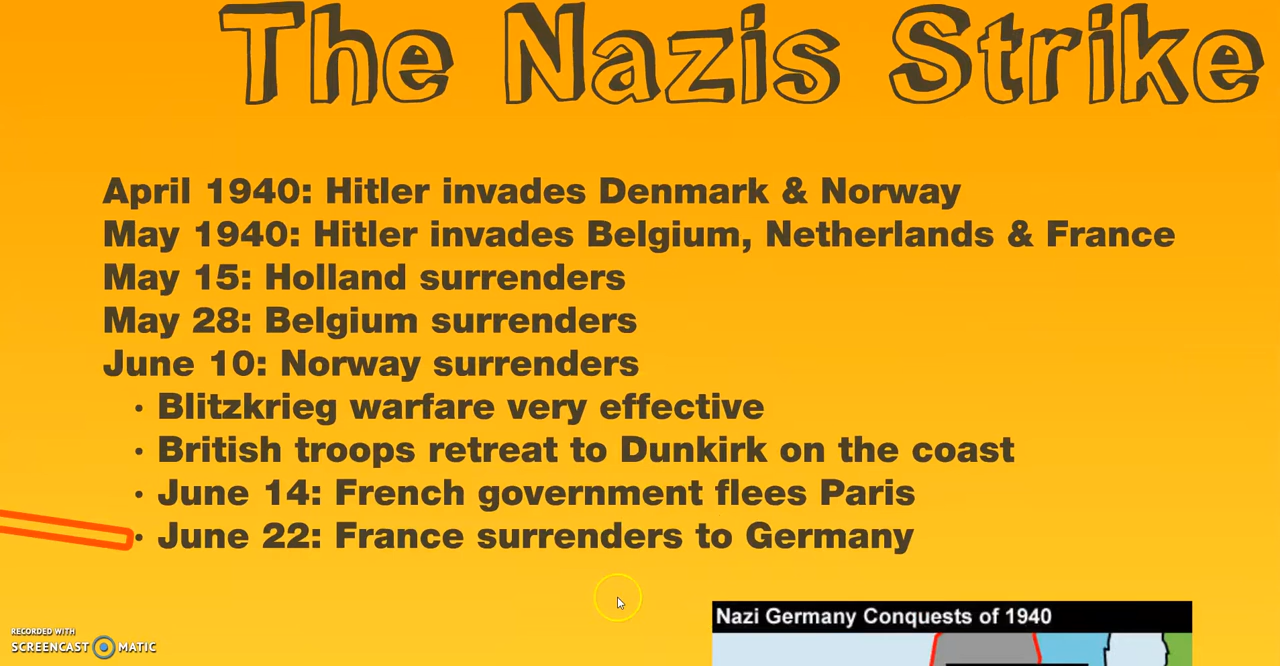 The Nazis Strike
April 1940: Hitler invades Denmark & Norway
May 1940: Hitler invades Belgium, Netherlands & France
May 15: Holland surrenders
May 28: Belgium surrenders
June 10: Norway surrenders
• Blitzkrieg warfare very effective
• British troops retreat to Dunkirk on the coast
• June 14: French government flees Paris
• June 22: France surrenders to Germany
Nazi Germany Conquests of 1940
RECORDED WITH
SCREENCAST MATIC